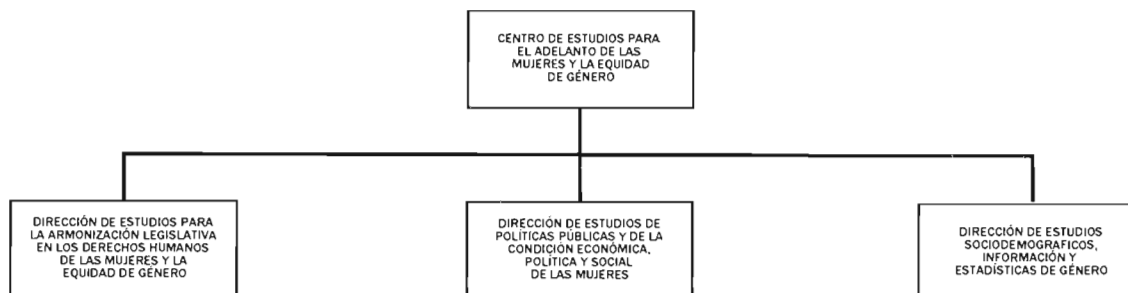 CENTRO DE ESTUDIOS PARA
EL ADELANTO DE LAS
MUJERES Y LA EQUIDAD
DE GÉNERO
DIRECCIÓN DE ESTUDIOS PARA
LA ARMONIZACIÓN LEGISLATIVA
EN LOS DERECHOS HUMANOS
DE LAS MUJERES Y LA
EQUIDAD DE GÉNERO
DIRECCIÓN DE ESTUDIOS DE
POLÍTICAS PÚBLICAS Y DE LA
CONDICIÓN ECONÓMICA,
POLÍTICA Y SOCIAL
DE LAS MUJERES
DIRECCIÓN DE ESTUDIOS
SOCIODEMOGRAFICOS,
INFORMACIÓN Y
ESTADÍSTICAS DE GÉNERO